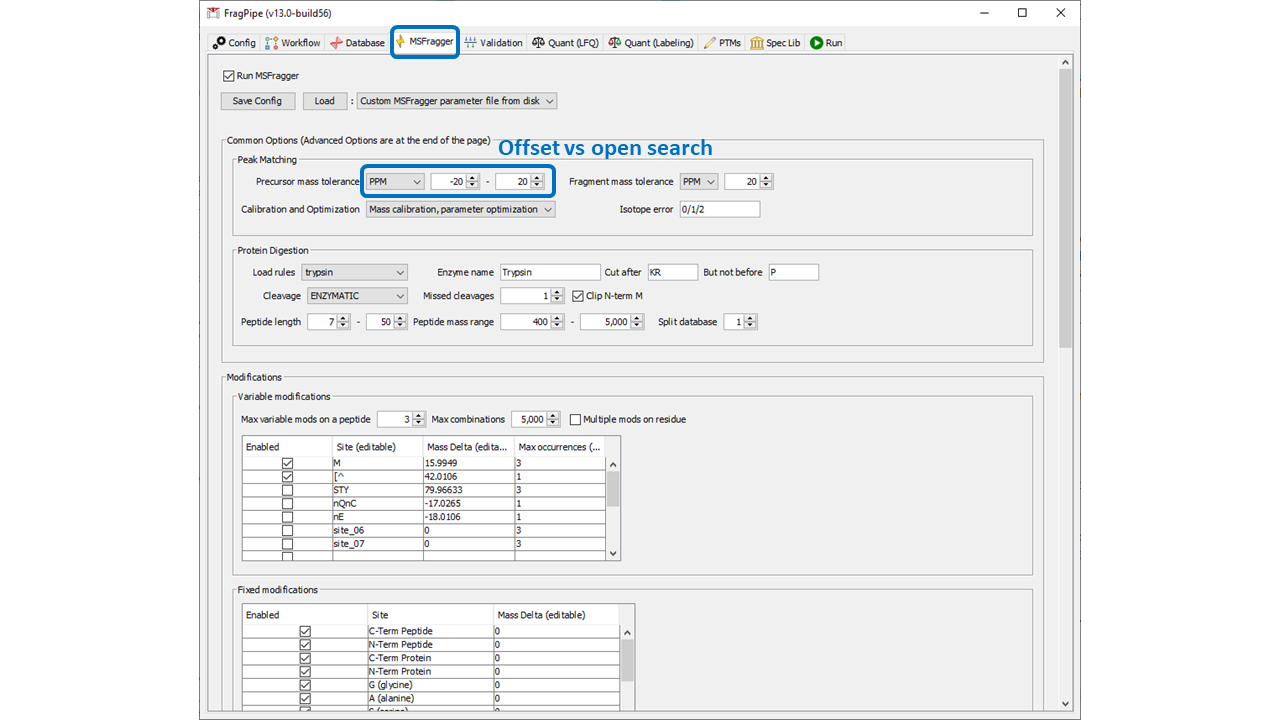 FragPipe (v13.0-build56)
Config Workflow Database MSFragger Validation Quant (LFQ) Quant (Labeling) PTMs Spec Lib Run
Run MSFragger
Save Config Load : Custom MSFragger parameter file from disk
Common Options (Advanced Options are at the end of the page)
Offset vs open search
Peak Matching
Precursor mass tolerance PPM -20 - 20 Fragment mass tolerance PPM 20
Calibration and Optimization Mass calibration, parameter optimization Isotope error 0/1/2
Protein Digestion
Load rules trypsin Enzyme name Trypsin Cut after KR But not before P
Cleavage ENZYMATIC Missed cleavages 1 Clip N-term M
Peptide length 7 - 50 Peptide mass range 400 - 5,000 Split database 1
Modifications
Variable modifications
Max variable mods on a peptide 3 Max combinations 5,000 Multiple mods on residue
Enabled Site (editable) Mass Delta (edita... Max occurrences (...
M 15.9949 3
[^ 42.0106 1
STY 79.96633 3
nQnC -17.0265 1
nE -18.0106 1
site_06 0 3
site_07 0 3
Fixed modifications
Enabled Site Mass Delta (editable)
C-Term Peptide 0
N-Term Peptide 0
C-Term Protein 0
N-Term Protein 0
G (glycine) 0
A (alanine) 0